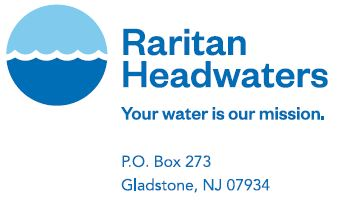 Raritan
Headwaters
Your water is our mission.
P.O. Box 273
Gladstone, NJ 07934